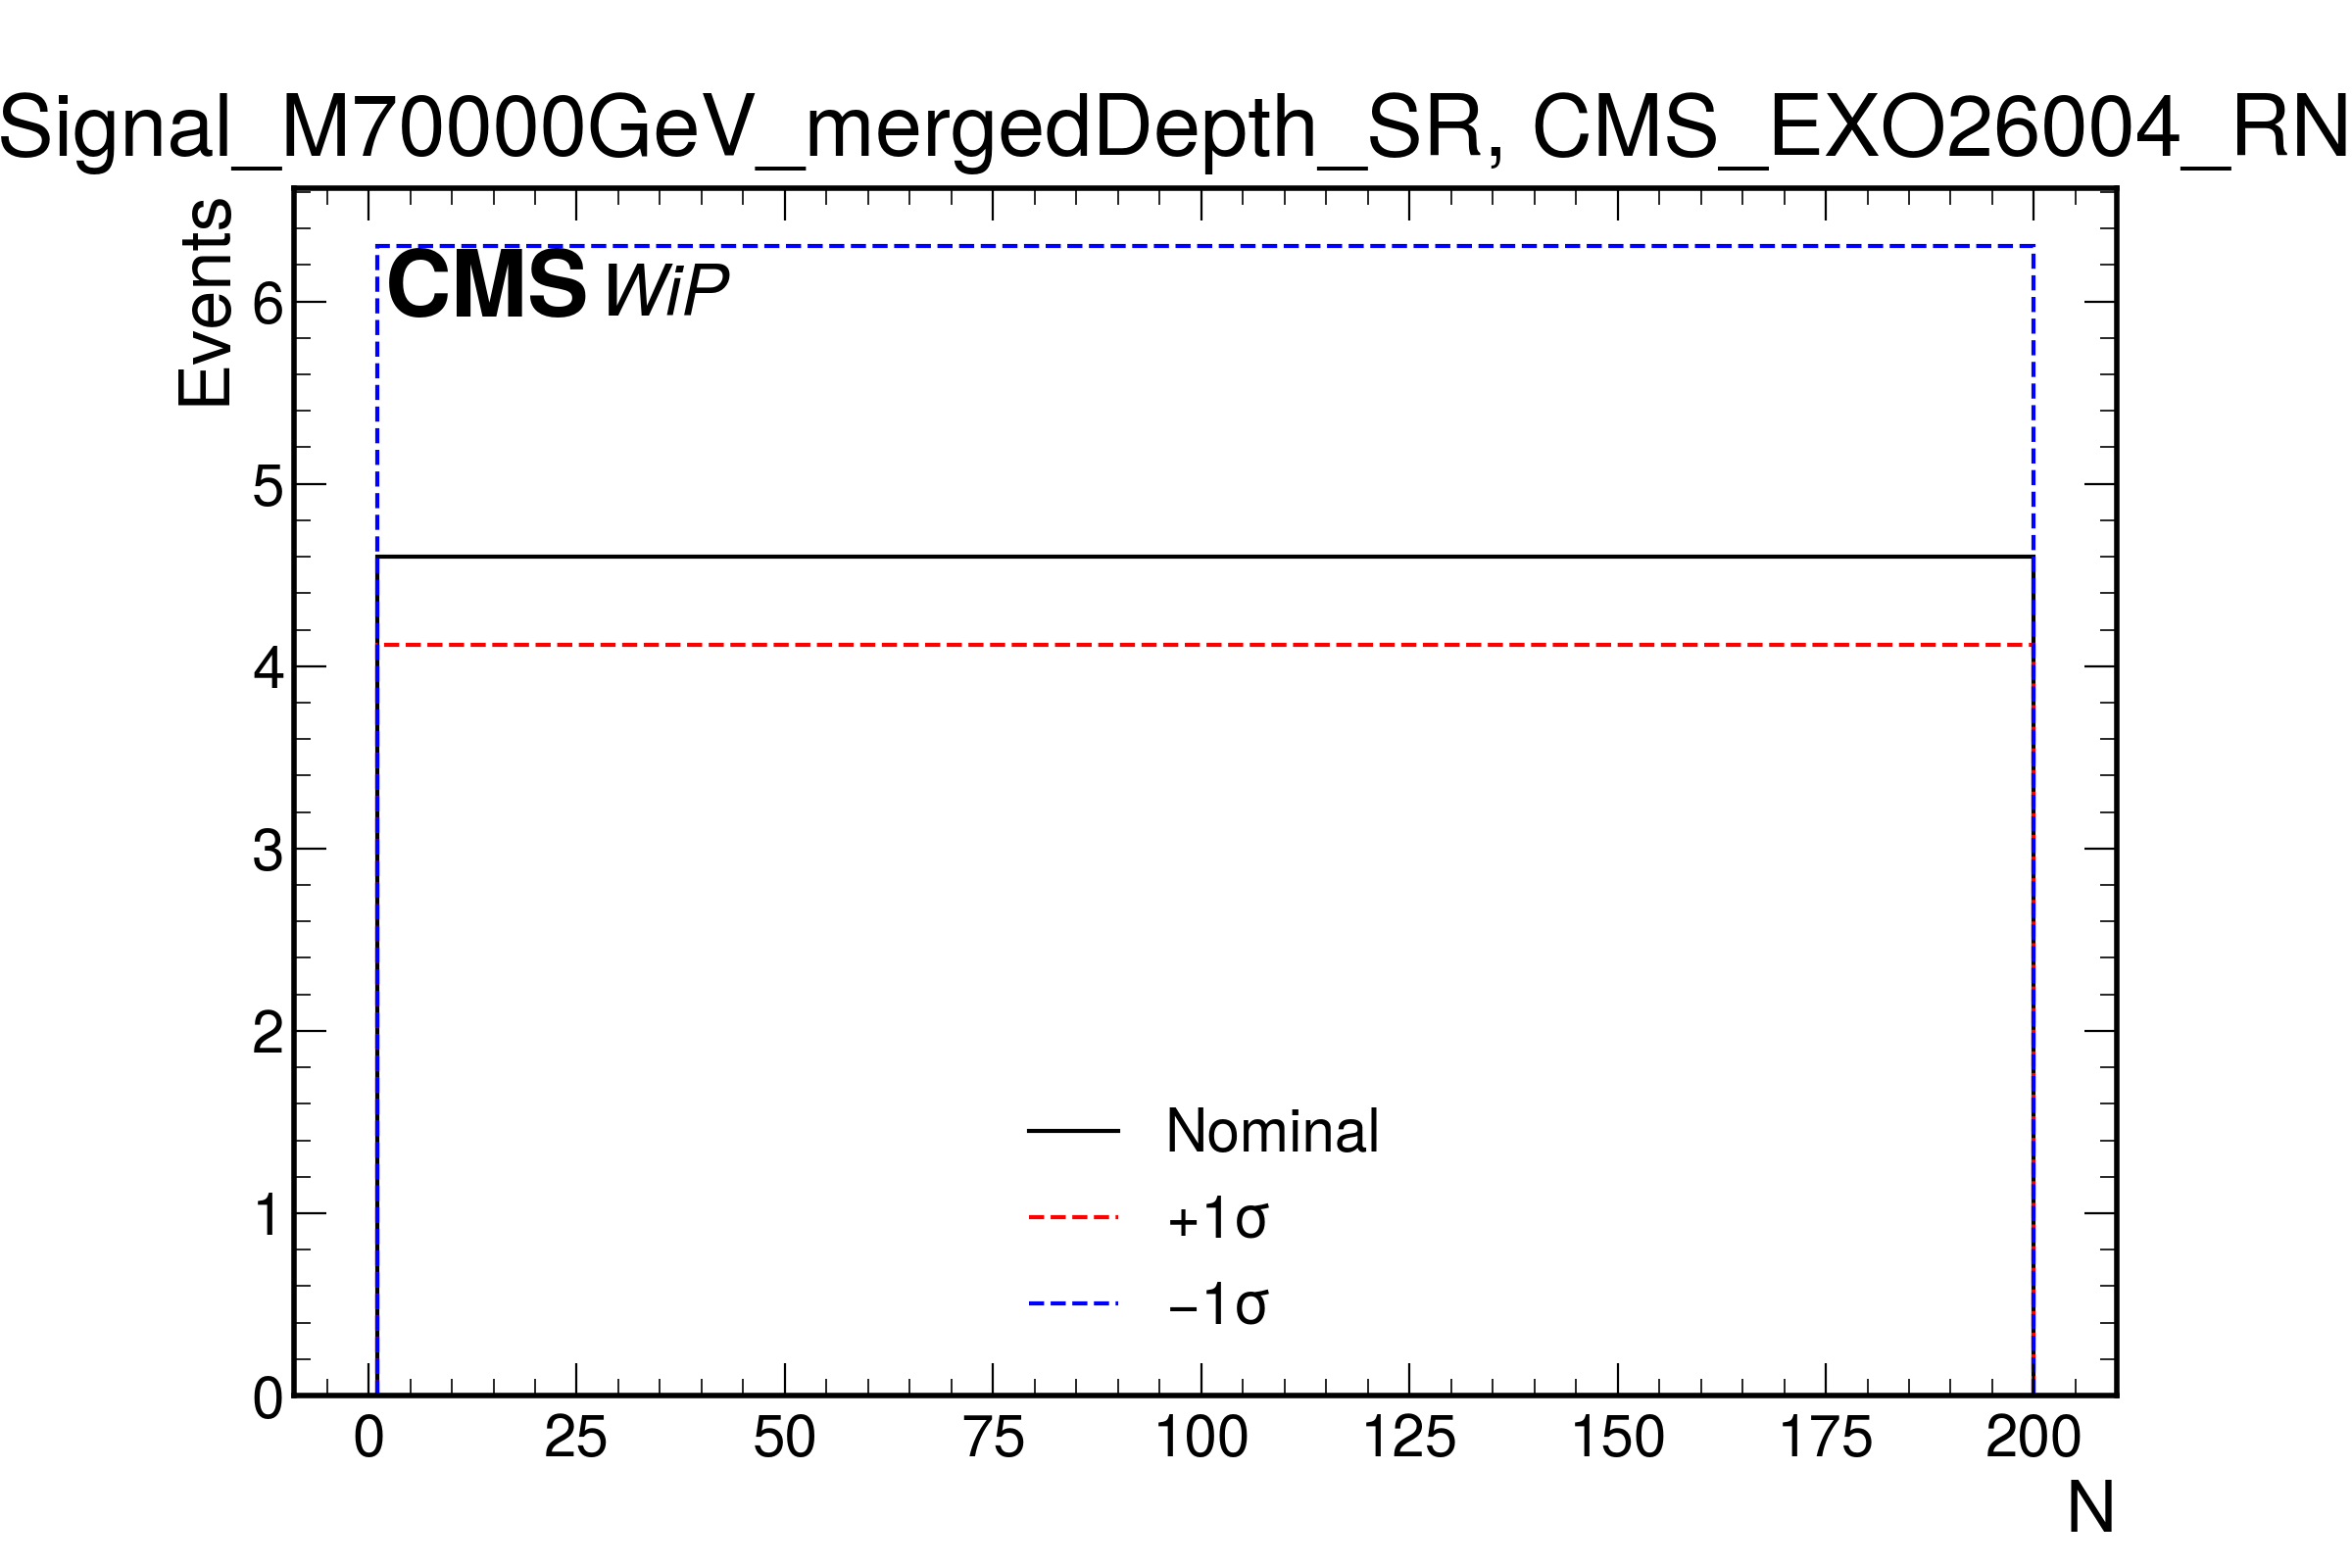 Signal_M70000GeV_mergedDepth_SR, CMS_EXO26004_RN
Events
CMS WiP
6
5
4
3
2
1
0
Nominal
+1σ
−1σ
0 25 50 75 100 125 150 175 200
N